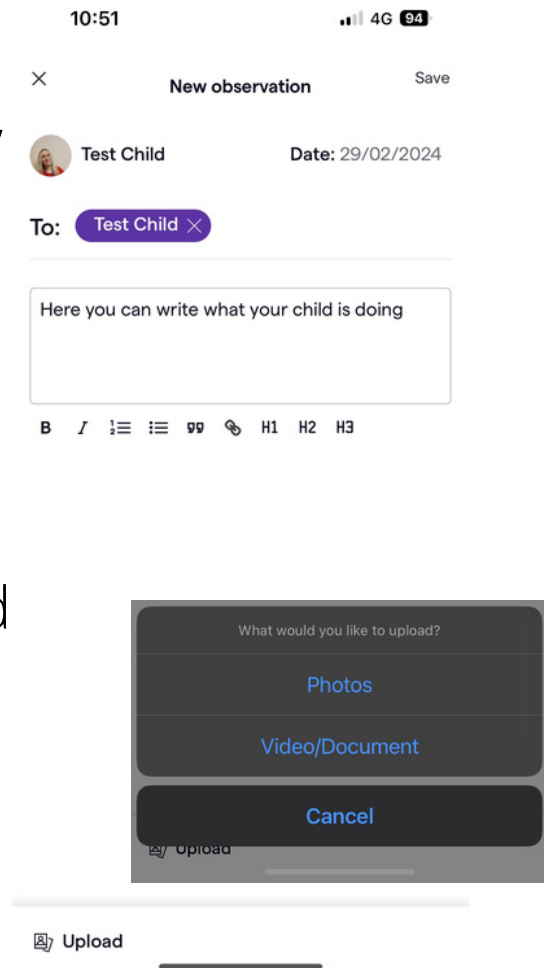 10:51 4G 94
New observation Save
Test Child Date: 29/02/2024
To: Test Child
Here you can write what your child is doing
B I H1 H2 H3
d
What would you like to upload?
Photos
Video/Document
Cancel
Upload
Upload